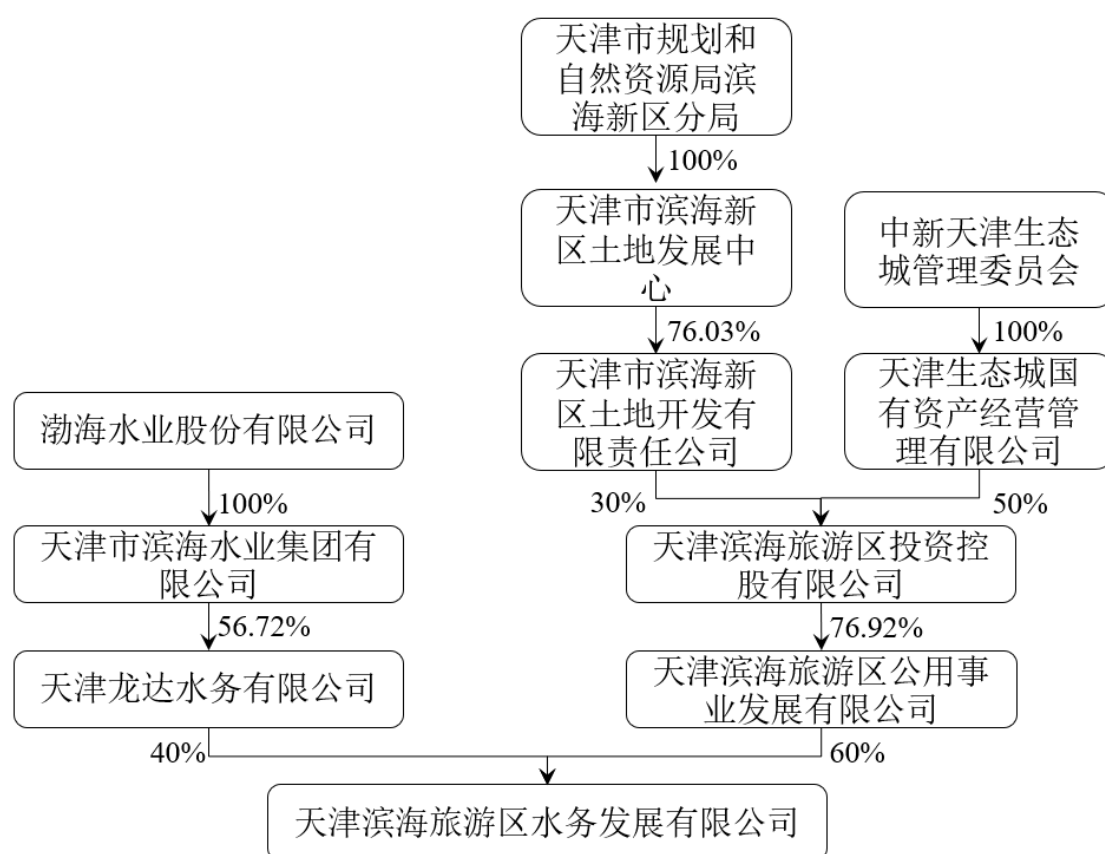 天津市规划和
自然资源局滨
海新区分局
100%
天津市滨海新
区土地发展中
心
中新天津生态
城管理委员会
76.03%
100%
天津市滨海新
区土地开发有
限责任公司
天津生态城国
有资产经营管
理有限公司
渤海水业股份有限公司
100%
30%
50%
天津市滨海水业集团有
限公司
天津滨海旅游区投资控
股有限公司
56.72%
76.92%
天津龙达水务有限公司
天津滨海旅游区公用事
业发展有限公司
40%
60%
天津滨海旅游区水务发展有限公司